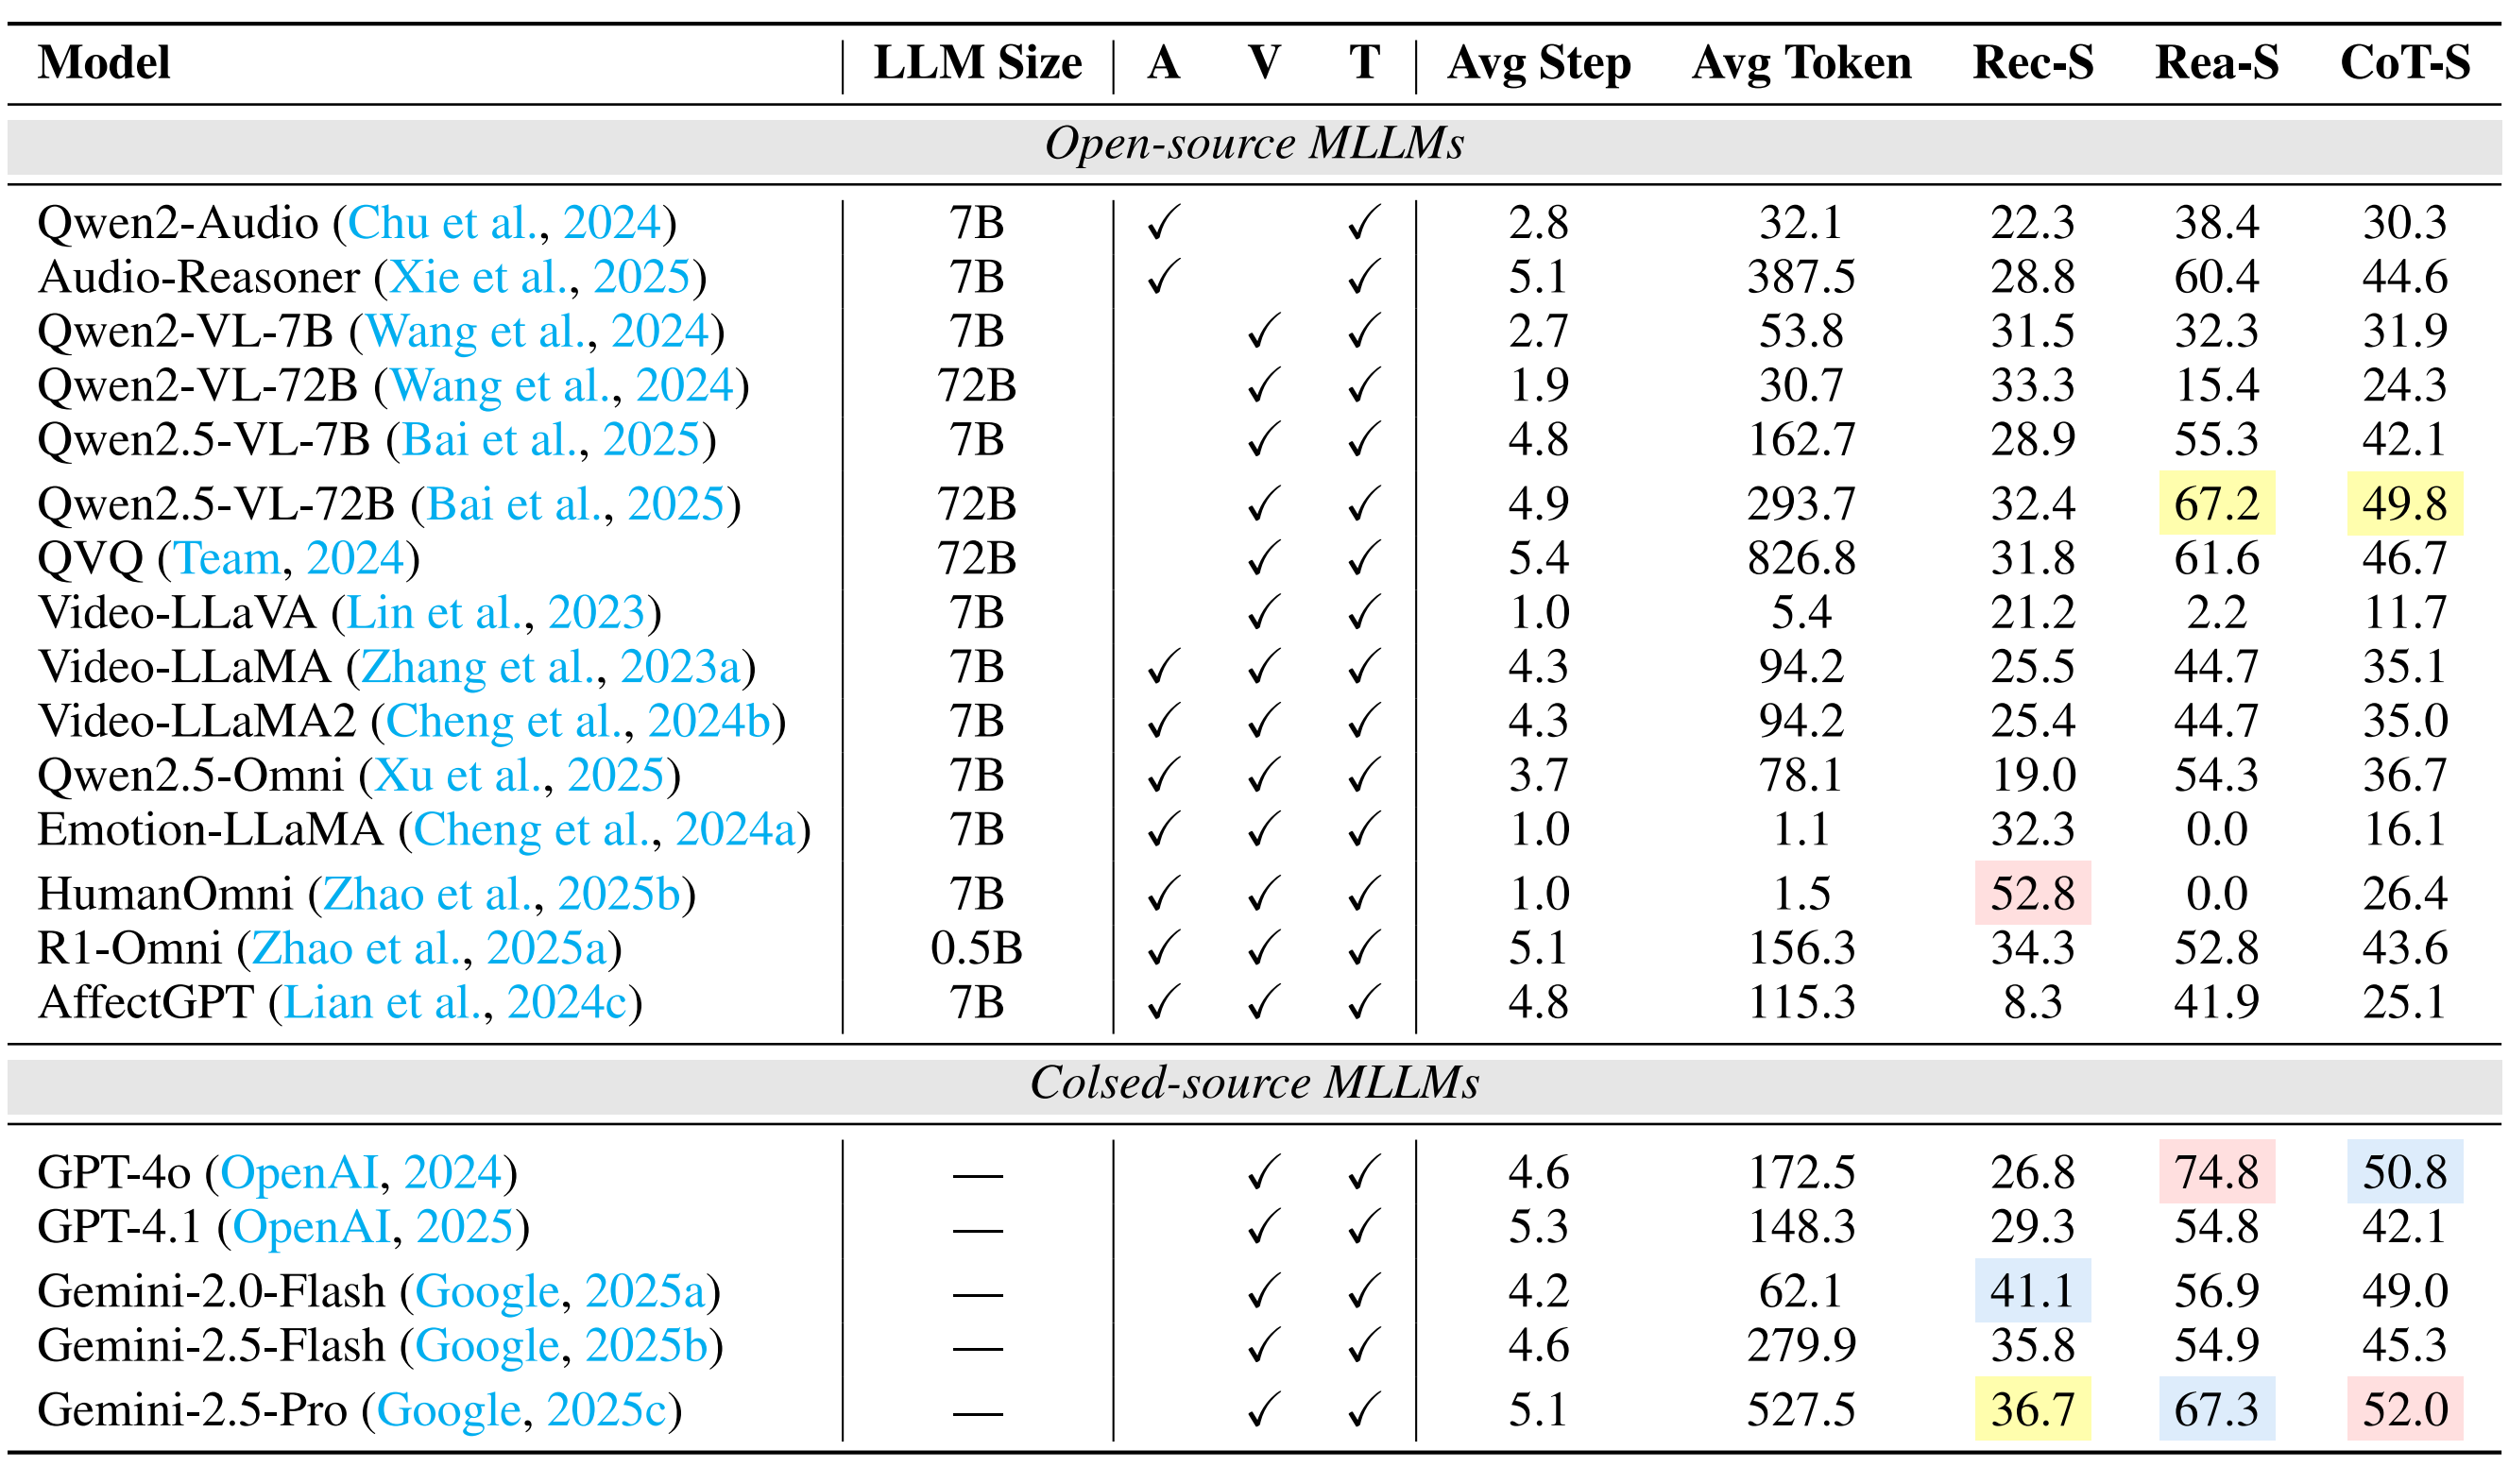 Model LLM Size A V T Avg Step Avg Token Rec-S Rea-S CoT-S
Open-source MLLMs
Qwen2-Audio (Chu et al., 2024) 7B ✓ ✓ 2.8 32.1 22.3 38.4 30.3
Audio-Reasoner (Xie et al., 2025) 7B ✓ ✓ 5.1 387.5 28.8 60.4 44.6
Qwen2-VL-7B (Wang et al., 2024) 7B ✓ ✓ 2.7 53.8 31.5 32.3 31.9
Qwen2-VL-72B (Wang et al., 2024) 72B ✓ ✓ 1.9 30.7 33.3 15.4 24.3
Qwen2.5-VL-7B (Bai et al., 2025) 7B ✓ ✓ 4.8 162.7 28.9 55.3 42.1
Qwen2.5-VL-72B (Bai et al., 2025) 72B ✓ ✓ 4.9 293.7 32.4 67.2 49.8
QVQ (Team, 2024) 72B ✓ ✓ 5.4 826.8 31.8 61.6 46.7
Video-LLaVA (Lin et al., 2023) 7B ✓ ✓ 1.0 5.4 21.2 2.2 11.7
Video-LLaMA (Zhang et al., 2023a) 7B ✓ ✓ ✓ 4.3 94.2 25.5 44.7 35.1
Video-LLaMA2 (Cheng et al., 2024b) 7B ✓ ✓ ✓ 4.3 94.2 25.4 44.7 35.0
Qwen2.5-Omni (Xu et al., 2025) 7B ✓ ✓ ✓ 3.7 78.1 19.0 54.3 36.7
Emotion-LLaMA (Cheng et al., 2024a) 7B ✓ ✓ ✓ 1.0 1.1 32.3 0.0 16.1
HumanOmni (Zhao et al., 2025b) 7B ✓ ✓ ✓ 1.0 1.5 52.8 0.0 26.4
R1-Omni (Zhao et al., 2025a) 0.5B ✓ ✓ ✓ 5.1 156.3 34.3 52.8 43.6
AffectGPT (Lian et al., 2024c) 7B ✓ ✓ ✓ 4.8 115.3 8.3 41.9 25.1
Colsed-source MLLMs
GPT-4o (OpenAI, 2024) — ✓ ✓ 4.6 172.5 26.8 74.8 50.8
GPT-4.1 (OpenAI, 2025) — ✓ ✓ 5.3 148.3 29.3 54.8 42.1
Gemini-2.0-Flash (Google, 2025a) — ✓ ✓ 4.2 62.1 41.1 56.9 49.0
Gemini-2.5-Flash (Google, 2025b) — ✓ ✓ 4.6 279.9 35.8 54.9 45.3
Gemini-2.5-Pro (Google, 2025c) — ✓ ✓ 5.1 527.5 36.7 67.3 52.0